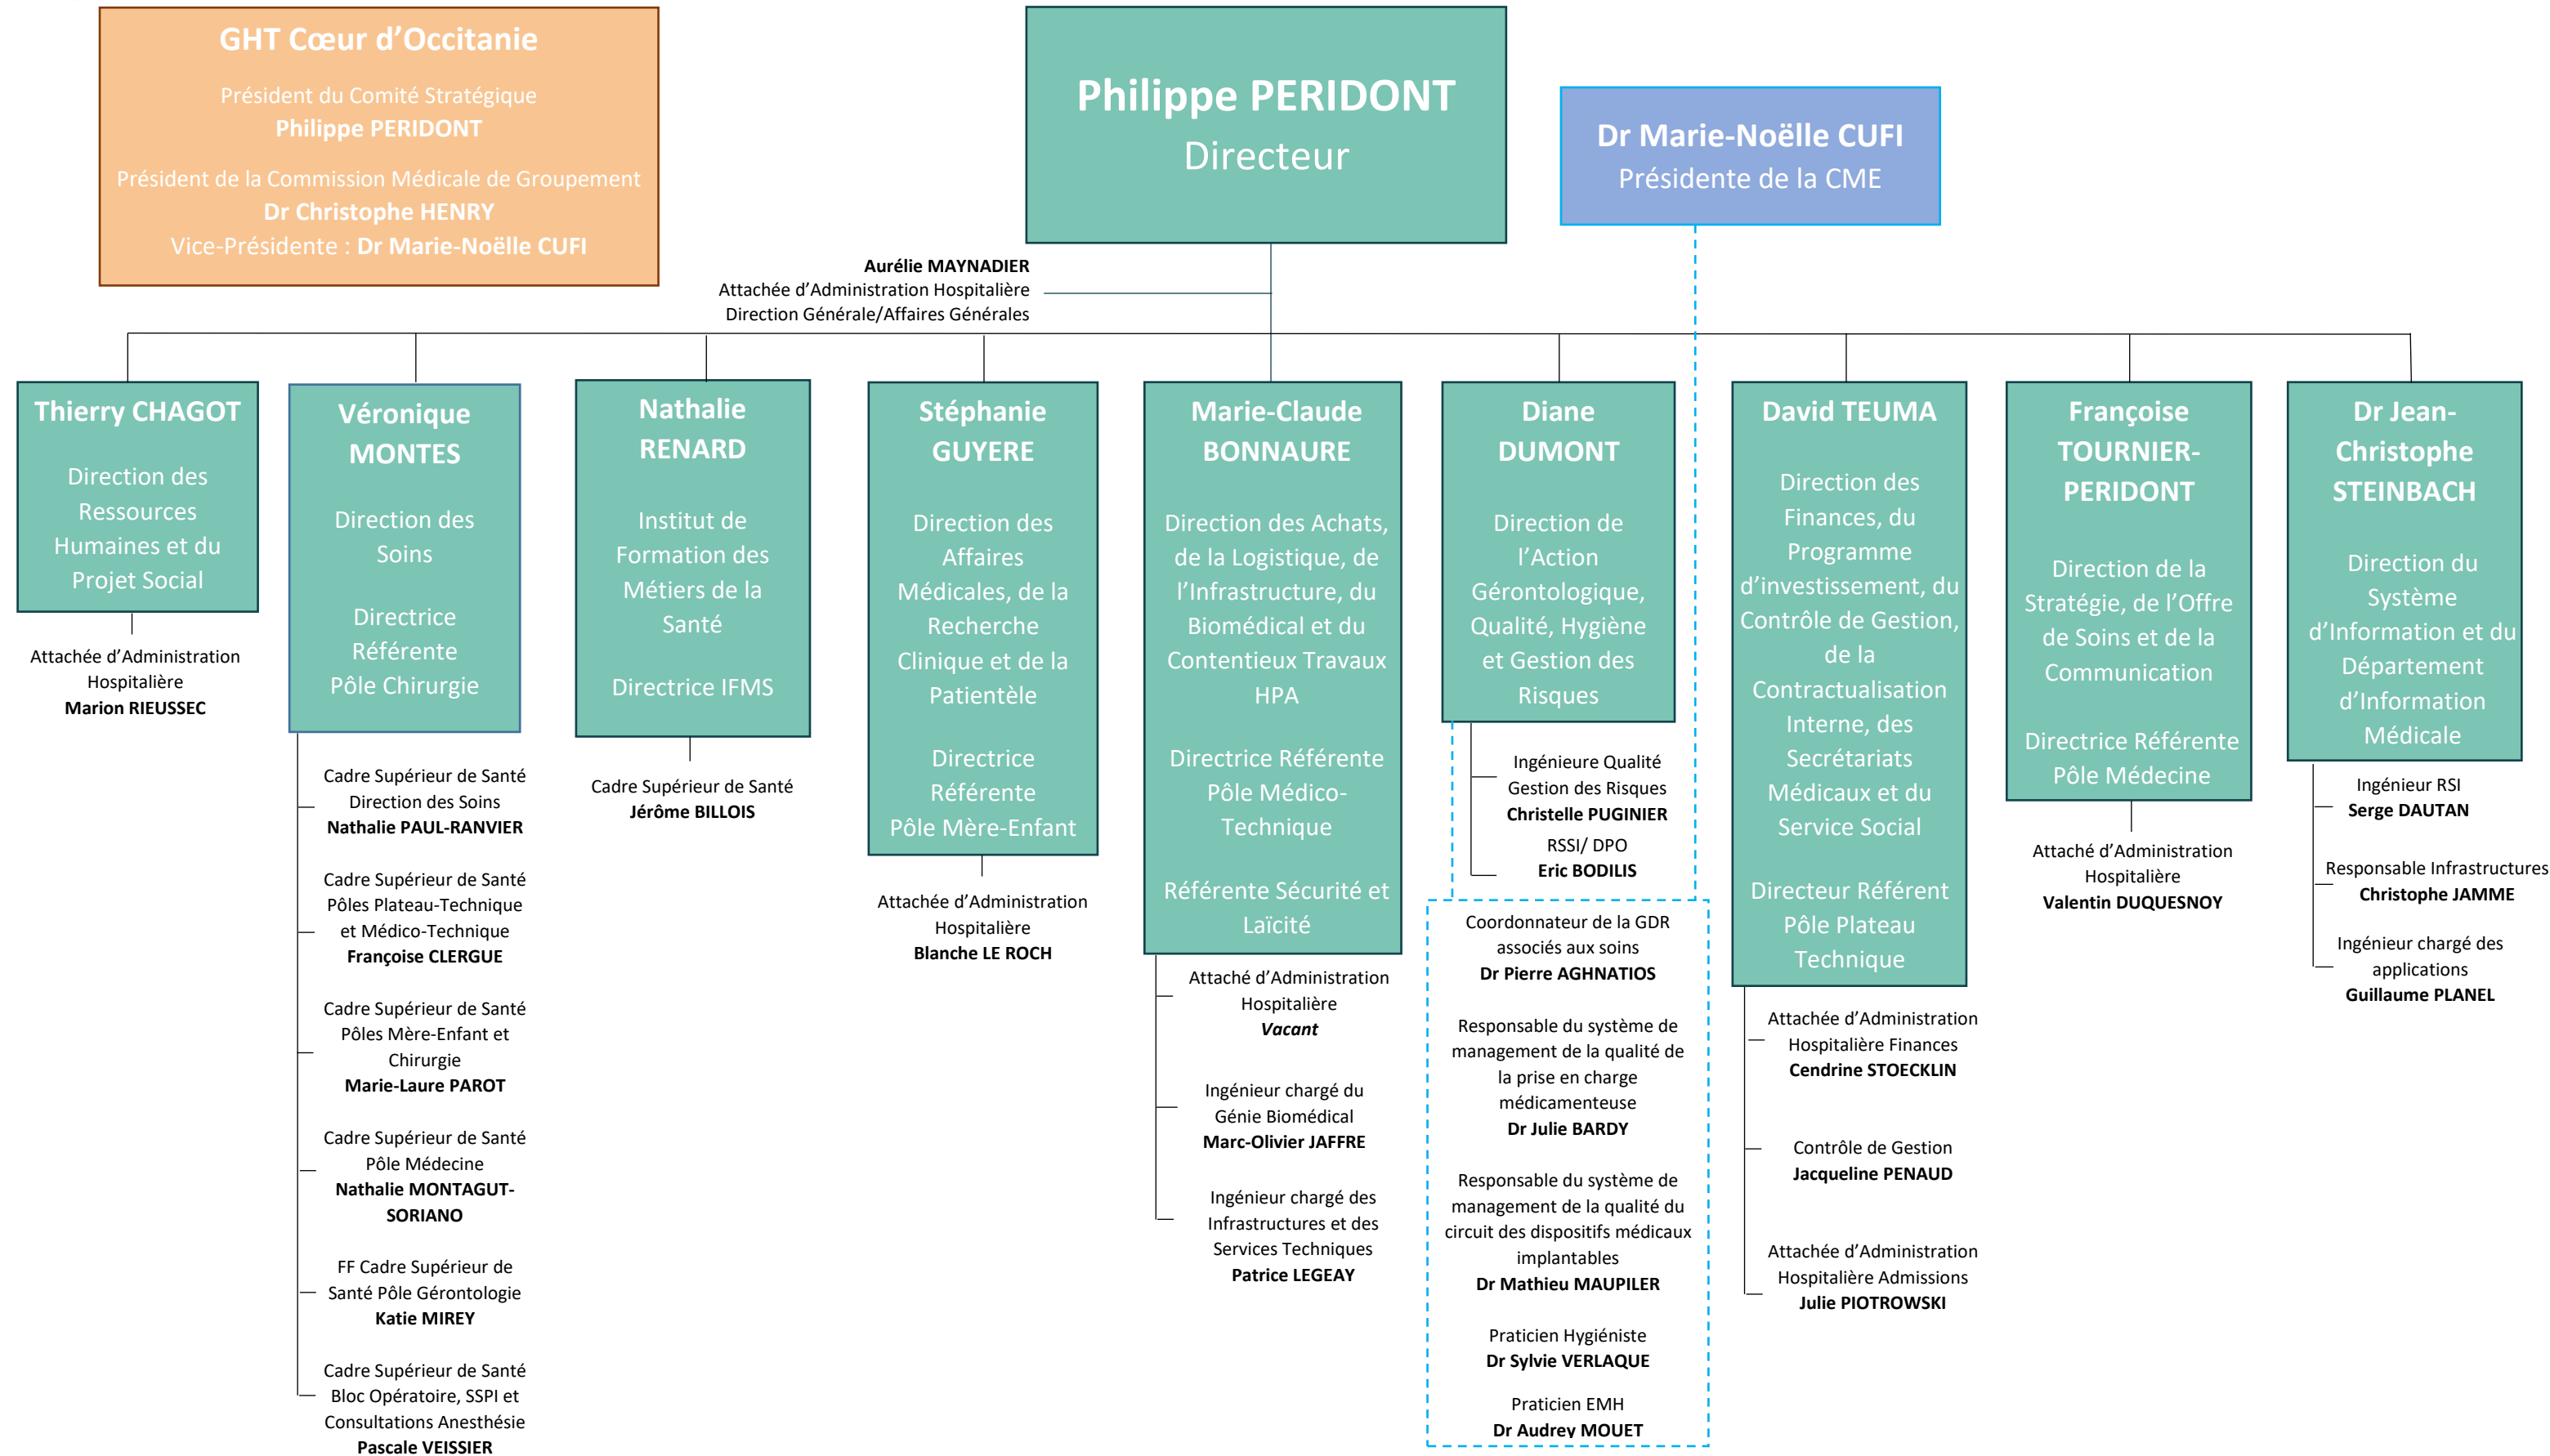 GHT Cœur d’Occitanie
Président du Comité Stratégique
Philippe PERIDONT
Président de la Commission Médicale de Groupement
Dr Christophe HENRY
Vice-Présidente : Dr Marie-Noëlle CUFI
Philippe PERIDONT
Directeur
Dr Marie-Noëlle CUFI
Présidente de la CME
Aurélie MAYNADIER
Attachée d’Administration Hospitalière
Direction Générale/Affaires Générales
Thierry CHAGOT
Direction des
Ressources
Humaines et du
Projet Social
Attachée d’Administration
Hospitalière
Marion RIEUSSEC
Véronique
MONTES
Direction des
Soins
Directrice
Référente
Pôle Chirurgie
Cadre Supérieur de Santé
Direction des Soins
Nathalie PAUL-RANVIER
Cadre Supérieur de Santé
Pôles Plateau-Technique
et Médico-Technique
Françoise CLERGUE
Cadre Supérieur de Santé
Pôles Mère-Enfant et
Chirurgie
Marie-Laure PAROT
Cadre Supérieur de Santé
Pôle Médecine
Nathalie MONTAGUT-
SORIANO
FF Cadre Supérieur de
Santé Pôle Gérontologie
Katie MIREY
Cadre Supérieur de Santé
Bloc Opératoire, SSPI et
Consultations Anesthésie
Pascale VEISSIER
Nathalie
RENARD
Institut de
Formation des
Métiers de la
Santé
Directrice IFMS
Cadre Supérieur de Santé
Jérôme BILLOIS
Stéphanie
GUYERE
Direction des
Affaires
Médicales, de la
Recherche
Clinique et de la
Patientèle
Directrice
Référente
Pôle Mère-Enfant
Attachée d’Administration
Hospitalière
Blanche LE ROCH
Marie-Claude
BONNAURE
Direction des Achats,
de la Logistique, de
l’Infrastructure, du
Biomédical et du
Contentieux Travaux
HPA
Directrice Référente
Pôle Médico-
Technique
Référente Sécurité et
Laïcité
Attaché d’Administration
Hospitalière
Vacant
Ingénieur chargé du
Génie Biomédical
Marc-Olivier JAFFRE
Ingénieur chargé des
Infrastructures et des
Services Techniques
Patrice LEGEAY
Diane
DUMONT
Direction de
l’Action
Gérontologique,
Qualité, Hygiène
et Gestion des
Risques
Ingénieure Qualité
Gestion des Risques
Christelle PUGINIER
RSSI/ DPO
Eric BODILIS
Coordonnateur de la GDR
associés aux soins
Dr Pierre AGHNATIOS
Responsable du système de
management de la qualité de
la prise en charge
médicamenteuse
Dr Julie BARDY
Responsable du système de
management de la qualité du
circuit des dispositifs médicaux
implantables
Dr Mathieu MAUPILER
Praticien Hygiéniste
Dr Sylvie VERLAQUE
Praticien EMH
Dr Audrey MOUET
David TEUMA
Direction des
Finances, du
Programme
d’investissement, du
Contrôle de Gestion,
de la
Contractualisation
Interne, des
Secrétariats
Médicaux et du
Service Social
Directeur Référent
Pôle Plateau
Technique
Attachée d’Administration
Hospitalière Finances
Cendrine STOECKLIN
Contrôle de Gestion
Jacqueline PENAUD
Attachée d’Administration
Hospitalière Admissions
Julie PIOTROWSKI
Françoise
TOURNIER-
PERIDONT
Direction de la
Stratégie, de l’Offre
de Soins et de la
Communication
Directrice Référente
Pôle Médecine
Attaché d’Administration
Hospitalière
Valentin DUQUESNOY
Dr Jean-
Christophe
STEINBACH
Direction du
Système
d’Information et du
Département
d’Information
Médicale
Ingénieur RSI
Serge DAUTAN
Responsable Infrastructures
Christophe JAMME
Ingénieur chargé des
applications
Guillaume PLANEL